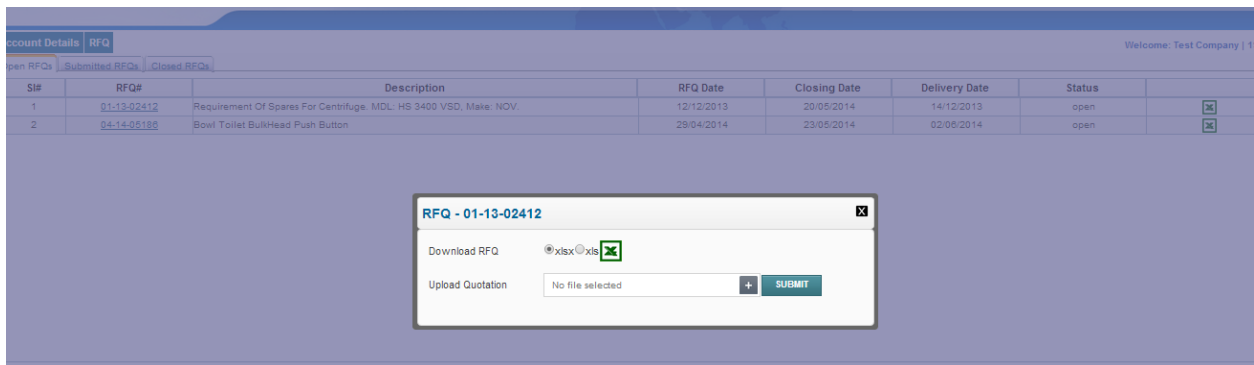 ccount Details RFQ
Welcome: Test Company | 1
Open RFQs Submitted RFQs Closed RFQs
Sl# RFQ# Description RFQ Date Closing Date Delivery Date Status
1 01-13-02412 Requirement Of Spares For Centrifuge. MDL: HS 3400 VSD, Make: NOV. 12/12/2013 20/05/2014 14/12/2013 open
2 04-14-05186 Bowl Toilet BulkHead Push Button 29/04/2014 23/05/2014 02/06/2014 open
RFQ - 01-13-02412 X
Download RFQ xlsx xls
Upload Quotation No file selected + SUBMIT